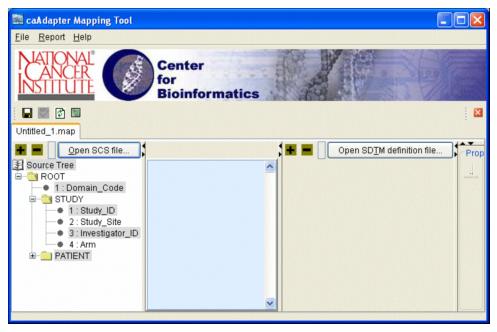 caAdapter Mapping Tool
File Report Help
NATIONAL
CANCER
INSTITUTE
Center
for
Bioinformatics
Untitled_1.map
Open SCS file...
Open SDTM definition file...
Prop
Source Tree
ROOT
1 : Domain_Code
STUDY
1 : Study_ID
2 : Study_Site
3 : Investigator_ID
4 : Arm
PATIENT